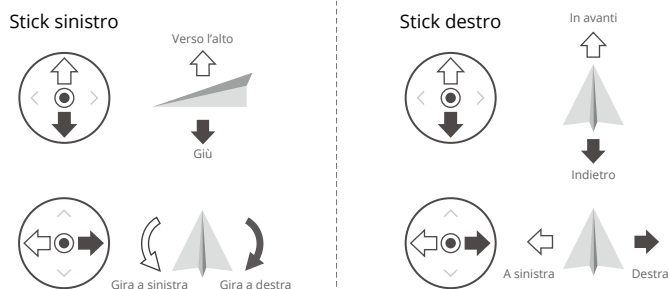 Stick sinistro
Verso l'alto
Giù
Gira a sinistra
Gira a destra
Stick destro
In avanti
Indietro
A sinistra
Destra